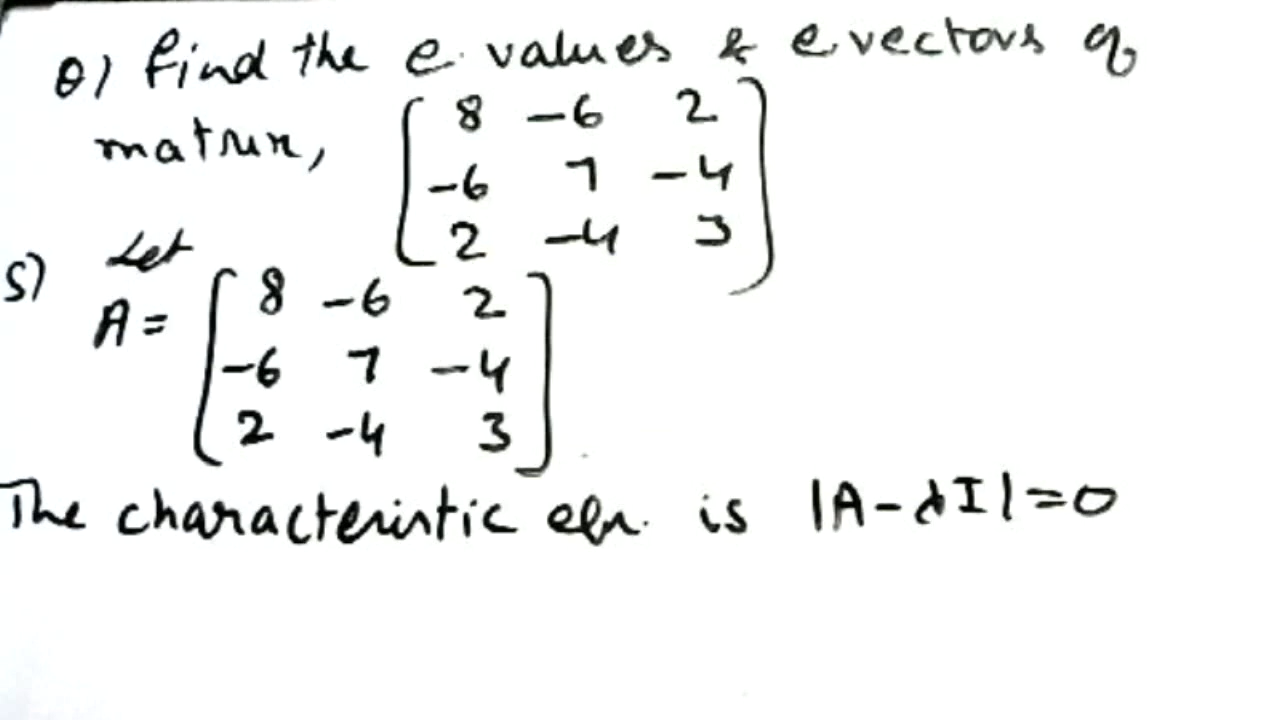 Q) find the e. values & e.vectors of
matrix, [ 8 -6 2
-6 7 -4
2 -4 3 ]
S) Let
A = [ 8 -6 2
-6 7 -4
2 -4 3 ]
The characteristic eqn. is |A-λI|=0